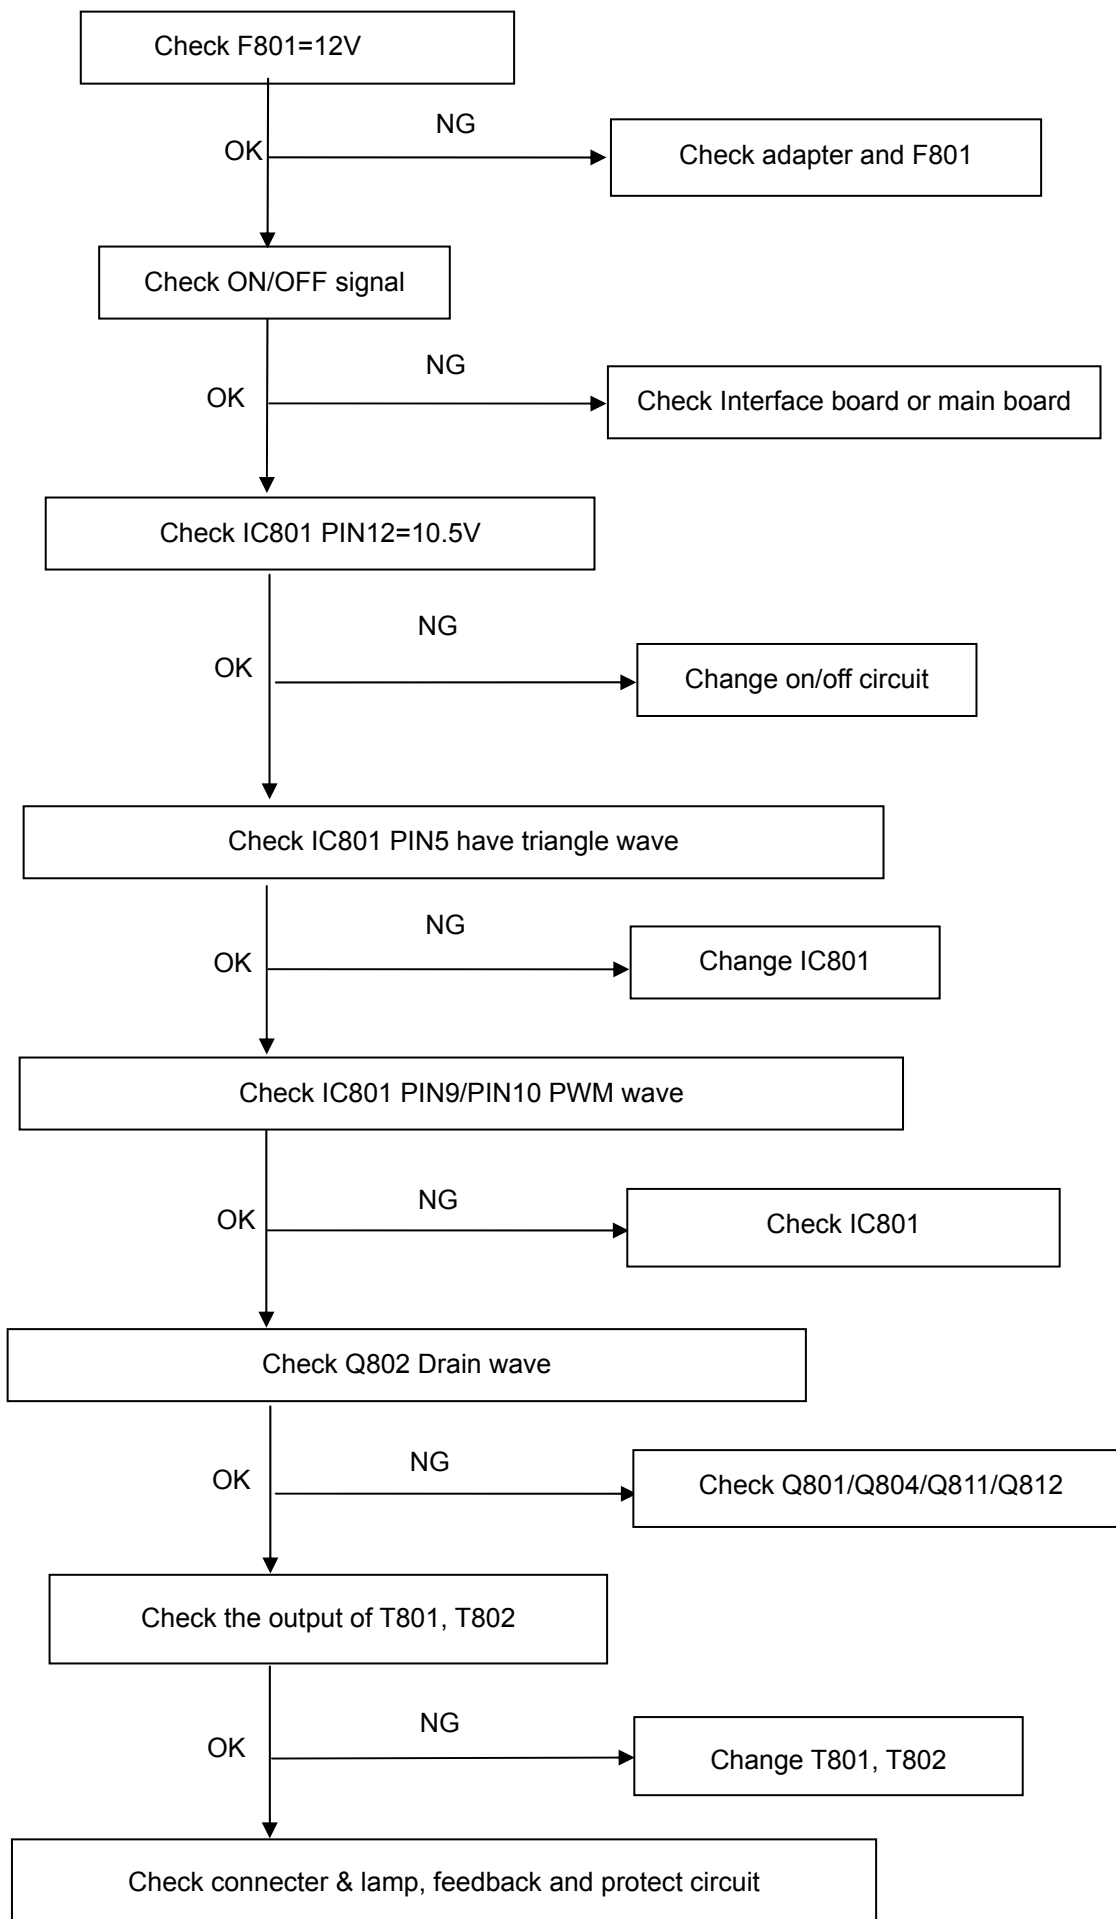 Check F801=12V
NG
OK
Check adapter and F801
Check ON/OFF signal
NG
OK
Check Interface board or main board
Check IC801 PIN12=10.5V
NG
OK
Change on/off circuit
Check IC801 PIN5 have triangle wave
NG
OK
Change IC801
Check IC801 PIN9/PIN10 PWM wave
NG
OK
Check IC801
Check Q802 Drain wave
NG
OK
Check Q801/Q804/Q811/Q812
Check the output of T801, T802
NG
OK
Change T801, T802
Check connecter & lamp, feedback and protect circuit